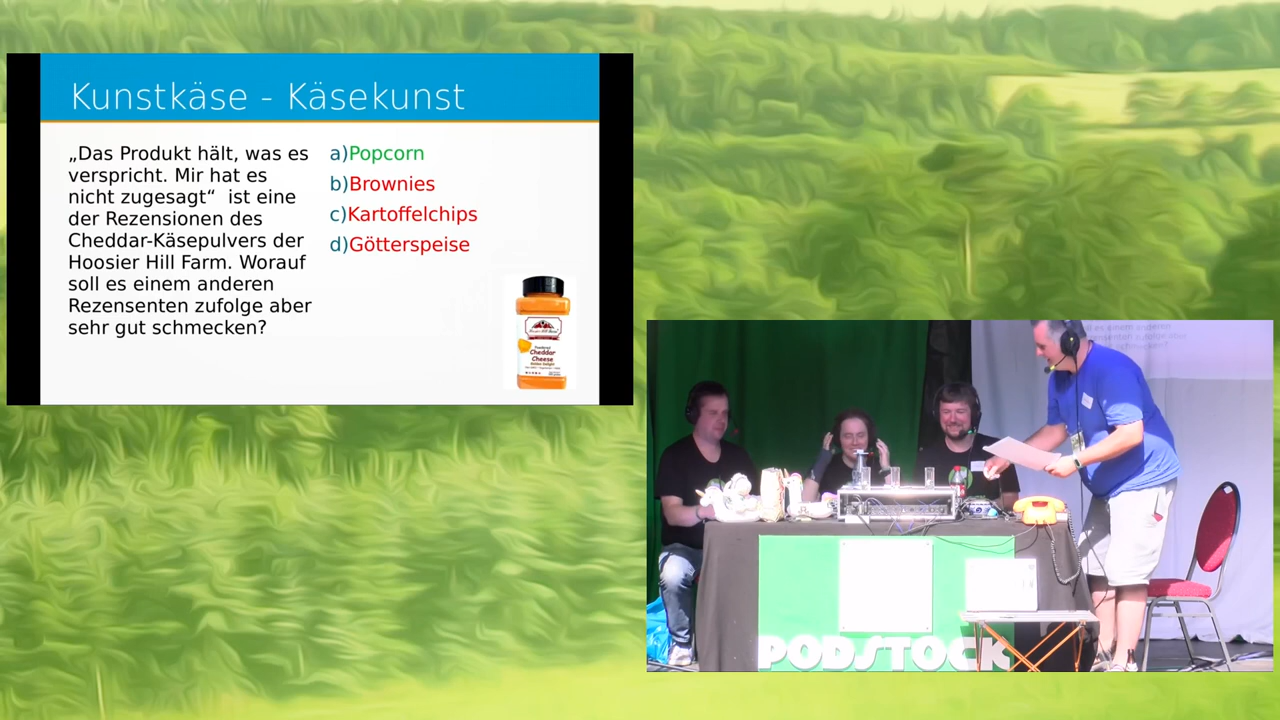 Kunstkäse - Käsekunst
„Das Produkt hält, was es
verspricht. Mir hat es
nicht zugesagt“ ist eine
der Rezensionen des
Cheddar-Käsepulvers der
Hoosier Hill Farm. Worauf
soll es einem anderen
Rezensenten zufolge aber
sehr gut schmecken?
a)Popcorn
b)Brownies
c)Kartoffelchips
d)Götterspeise
Cheddar
Cheese
PODSTOCK